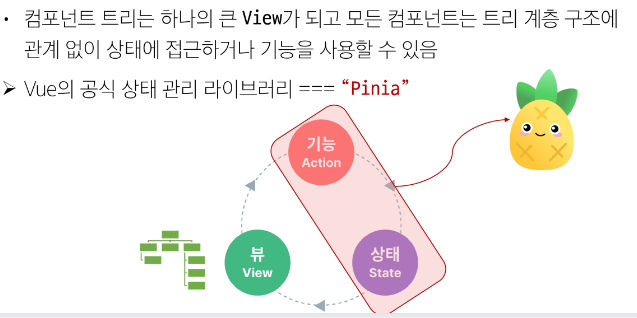 • 컴포넌트 트리는 하나의 큰 View가 되고 모든 컴포넌트는 트리 계층 구조에
관계 없이 상태에 접근하거나 기능을 사용할 수 있음
➢ Vue의 공식 상태 관리 라이브러리 === “Pinia”
기능
Action
뷰
View
상태
State